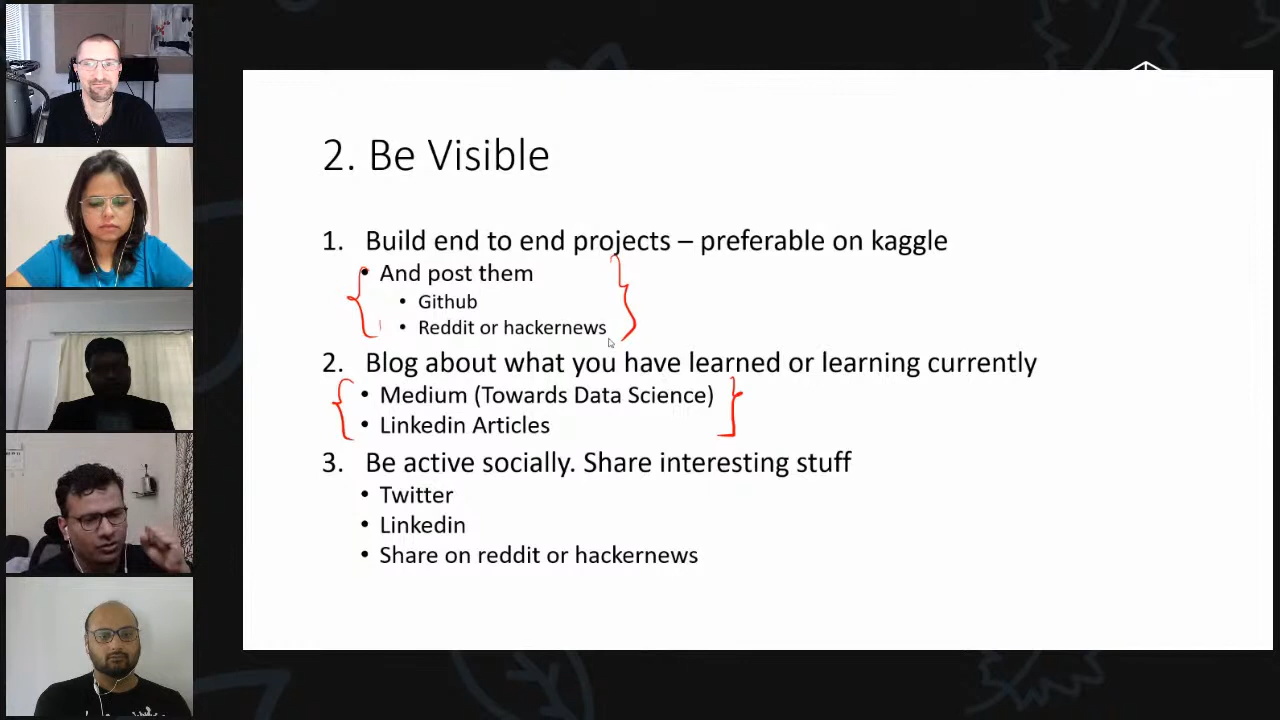 2. Be Visible
1. Build end to end projects – preferable on kaggle
• And post them
• Github
• Reddit or hackernews
2. Blog about what you have learned or learning currently
• Medium (Towards Data Science)
• Linkedin Articles
3. Be active socially. Share interesting stuff
• Twitter
• Linkedin
• Share on reddit or hackernews